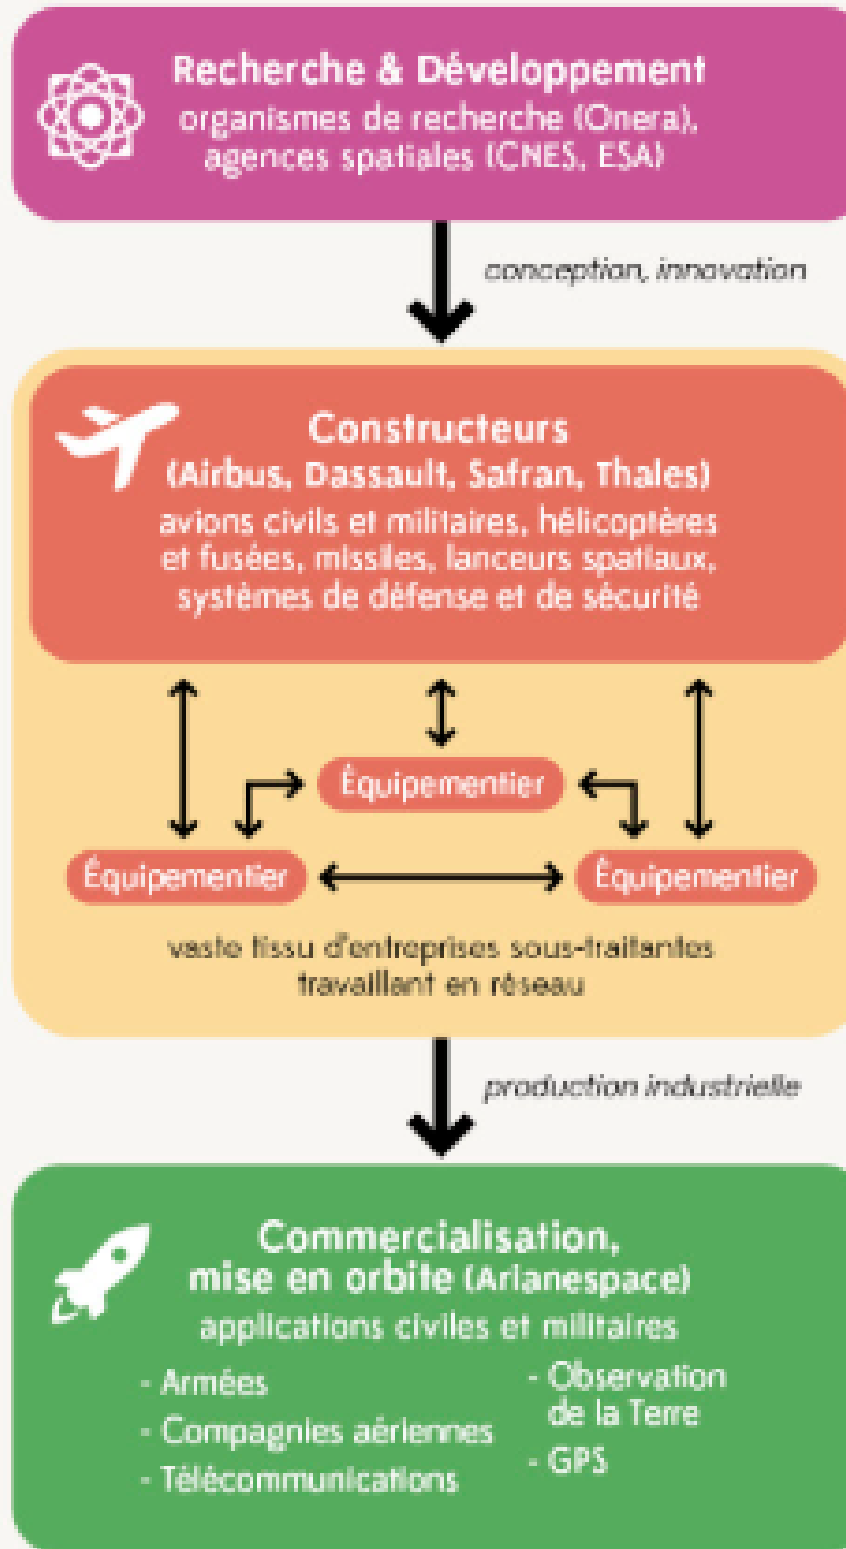 Recherche & Développement
organismes de recherche (Onera),
agences spatiales (CNES, ESA)
conception, innovation
Constructeurs
(Airbus, Dassault, Safran, Thales)
avions civils et militaires, hélicoptères
et fusées, missiles, lanceurs spatiaux,
systèmes de défense et de sécurité
Équipementier
Équipementier
Équipementier
vaste tissu d'entreprises sous-traitantes
travaillant en réseau
production industrielle
Commercialisation,
mise en orbite (Arianespace)
applications civiles et militaires
- Armées
- Compagnies aériennes
- Télécommunications
- Observation
de la Terre
- GPS